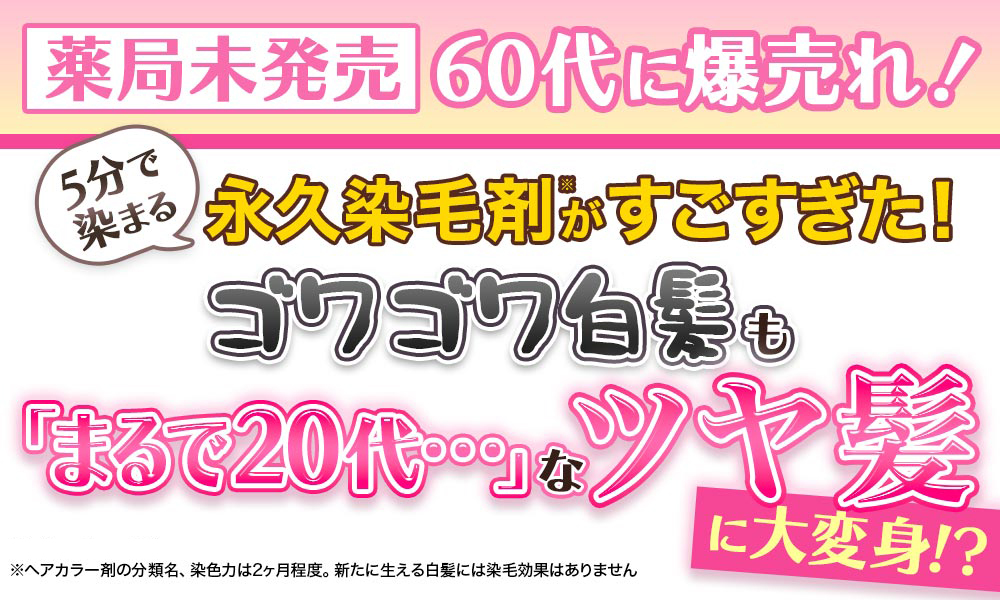 薬局未発売 60代に爆売れ!
5分で
染まる
永久染毛剤※がすごすぎた!
ゴワゴワ白髪も
「まるで20代…」なツヤ髪
に大変身!?
※ヘアカラー剤の分類名、染色力は2ヶ月程度。新たに生える白髪には染毛効果はありません